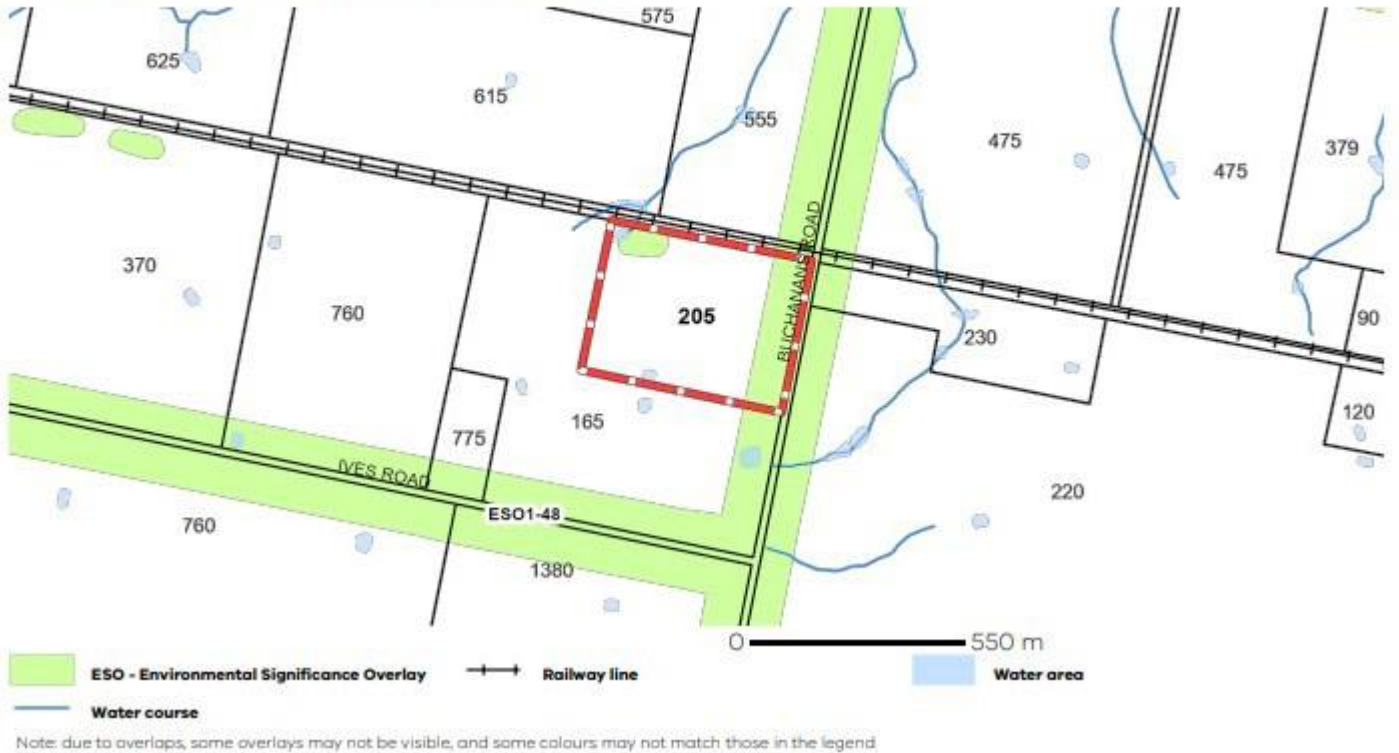 575
625
615
555
475
475
379
370
760
205
BUCHANANS ROAD
230
90
120
165
775
IVES ROAD
ESO1-48
220
760
1380
0 550 m
ESO - Environmental Significance Overlay Railway line Water area
Water course
Note: due to overlaps, some overlays may not be visible, and some colours may not match those in the legend